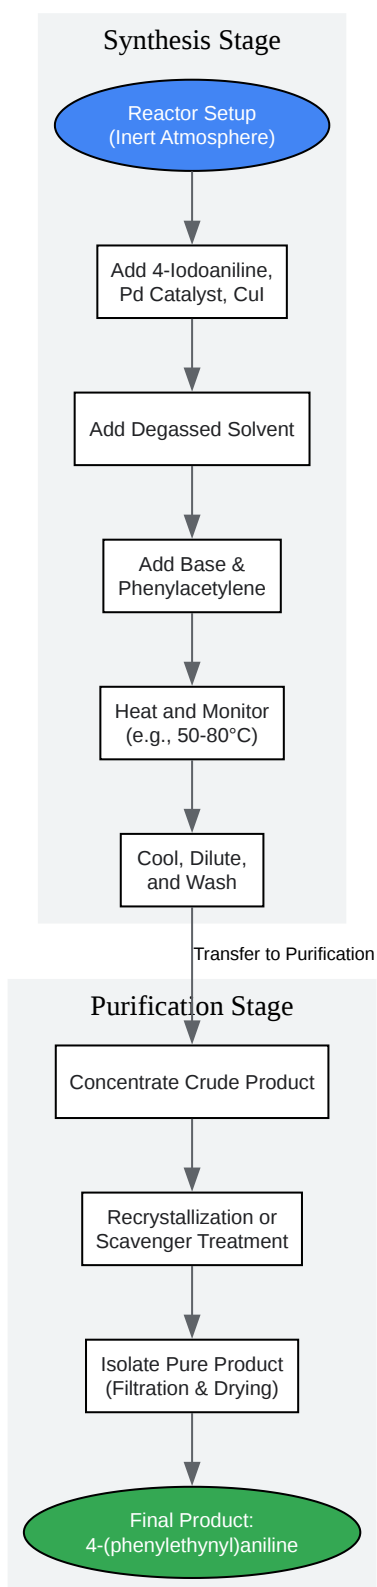 Synthesis Stage
Reactor Setup
(Inert Atmosphere)
Add 4-Iodoaniline,
Pd Catalyst, CuI
Add Degassed Solvent
Add Base &
Phenylacetylene
Heat and Monitor
(e.g., 50-80°C)
Cool, Dilute,
and Wash
Transfer to Purification
Purification Stage
Concentrate Crude Product
Recrystallization or
Scavenger Treatment
Isolate Pure Product
(Filtration & Drying)
Final Product:
4-(phenylethynyl)aniline